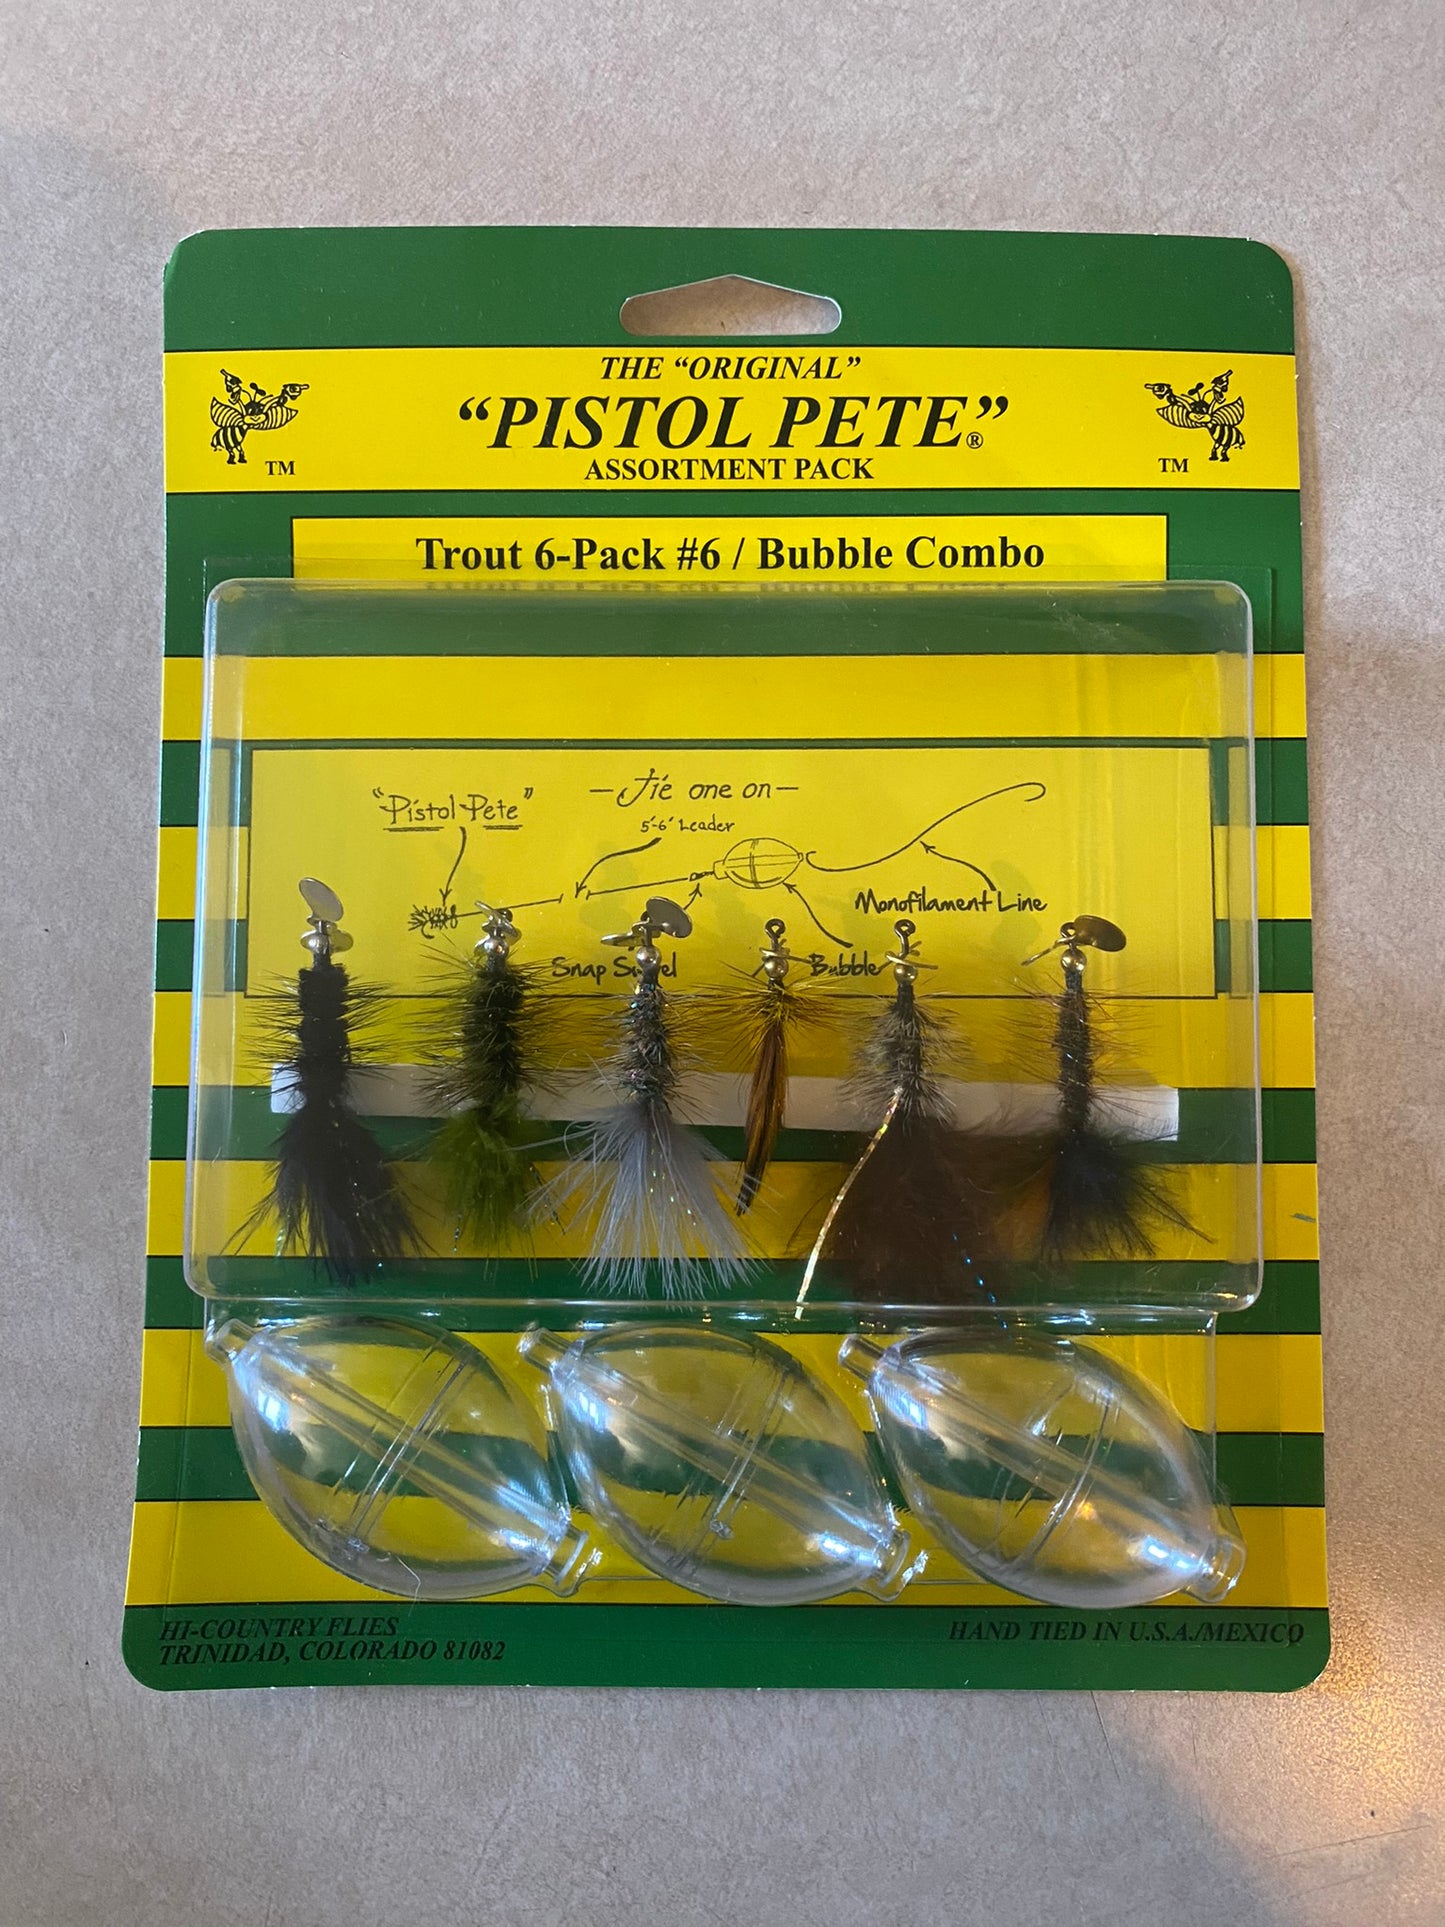 THE “ORIGINAL”
“PISTOL PETE”®
ASSORTMENT PACK
TM
TM
Trout 6-Pack #6 / Bubble Combo
"Pistol Pete"
— Tie one on —
5'-6' Leader
Monofilament Line
Snap Swivel
Bubble
HI-COUNTRY FLIES
TRINIDAD, COLORADO 81082
HAND TIED IN U.S.A./MEXICO